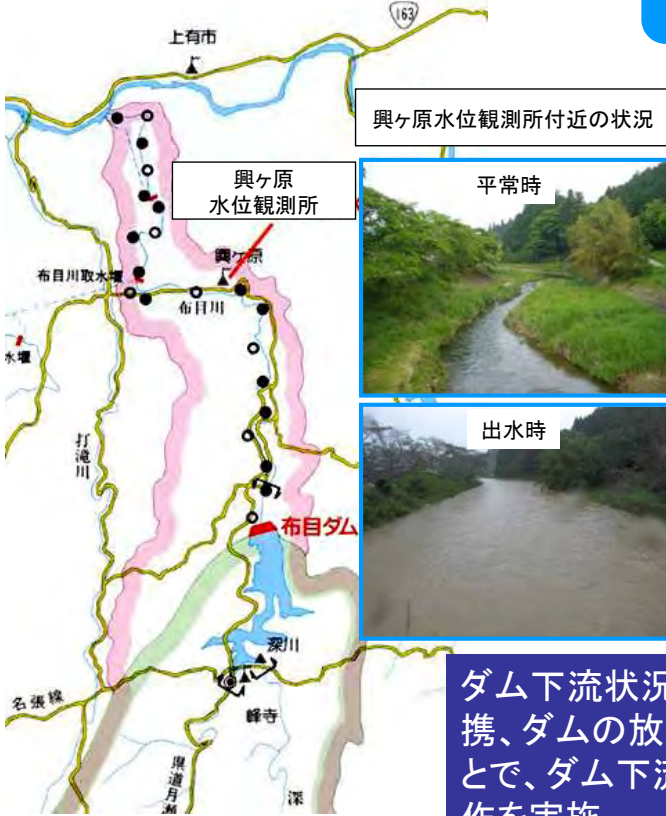 163
上有市
興ヶ原水位観測所付近の状況
興ヶ原
水位観測所
平常時
興ヶ原
布目川取水堰
布目川
水堰
打滝川
出水時
布目ダム
深川
名張線
峰寺
県道月瀬
深
ダム下流状況
携、ダムの放
とで、ダム下流
作を実施